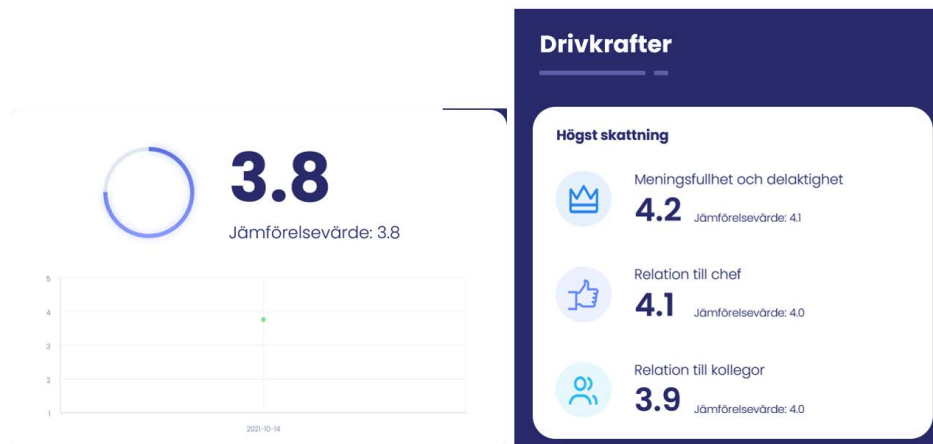 3.8
Jämförelsevärde: 3.8
5
4
3
2
1
2021-10-14
Drivkrafter
Högst skattning
Meningsfullhet och delaktighet
4.2 Jämförelsevärde: 4.1
Relation till chef
4.1 Jämförelsevärde: 4.0
Relation till kollegor
3.9 Jämförelsevärde: 4.0